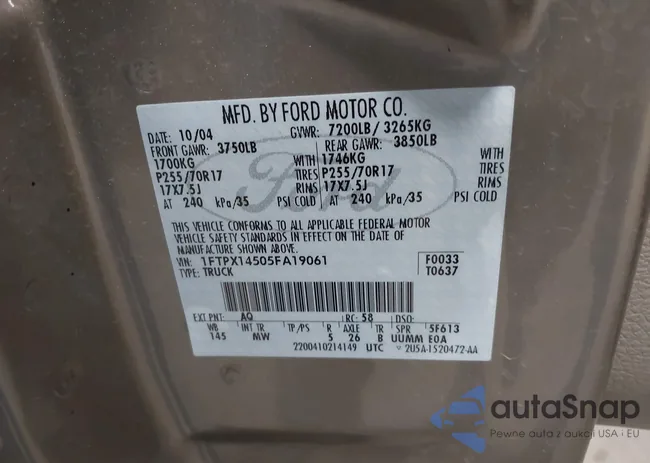 MFD. BY FORD MOTOR CO.
DATE: 10/04 GVWR: 7200LB/ 3265KG
FRONT GAWR: 3750LB REAR GAWR: 3850LB
1700KG WITH 1746KG WITH
P255/70R17 TIRES P255/70R17 TIRES
17X7.5J RIMS 17X7.5J RIMS
AT 240 kPa/35 PSI COLD AT 240 kPa/35 PSI COLD
THIS VEHICLE CONFORMS TO ALL APPLICABLE FEDERAL MOTOR
VEHICLE SAFETY STANDARDS IN EFFECT ON THE DATE OF
MANUFACTURE SHOWN ABOVE.
VIN: 1FTPX14505FA19061 F0033
TYPE: TRUCK T0637
EXT PNT: AQ RC: 58 DSO:
WB INT TR TP/PS R AXLE TR SPR 5F613
145 MW 5 26 B UUMM E0A
2200410214149 UTC 2U5A-1520472-AA
Ford
autaSnap
Pewne auta z aukcji USA i EU